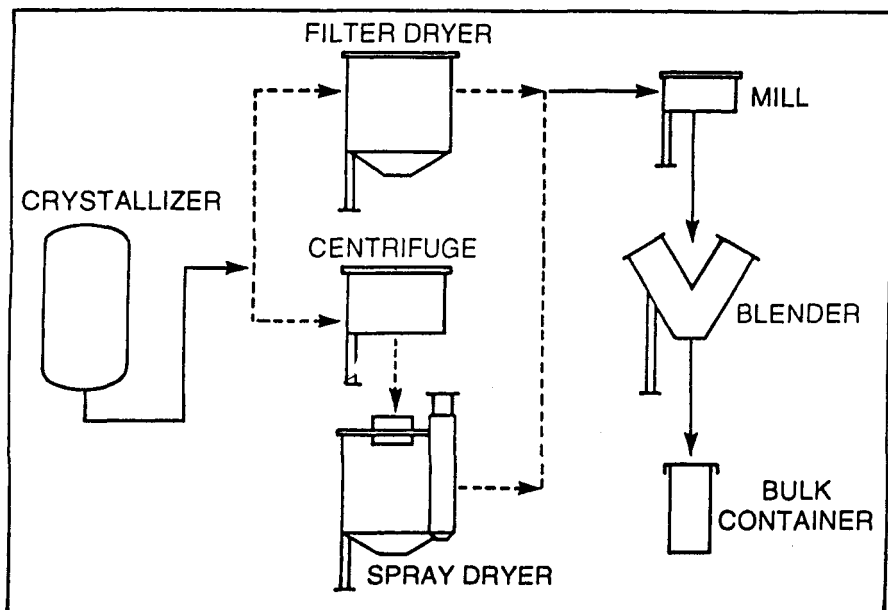 FILTER DRYER
MILL
CRYSTALLIZER
CENTRIFUGE
BLENDER
SPRAY DRYER
BULK
CONTAINER